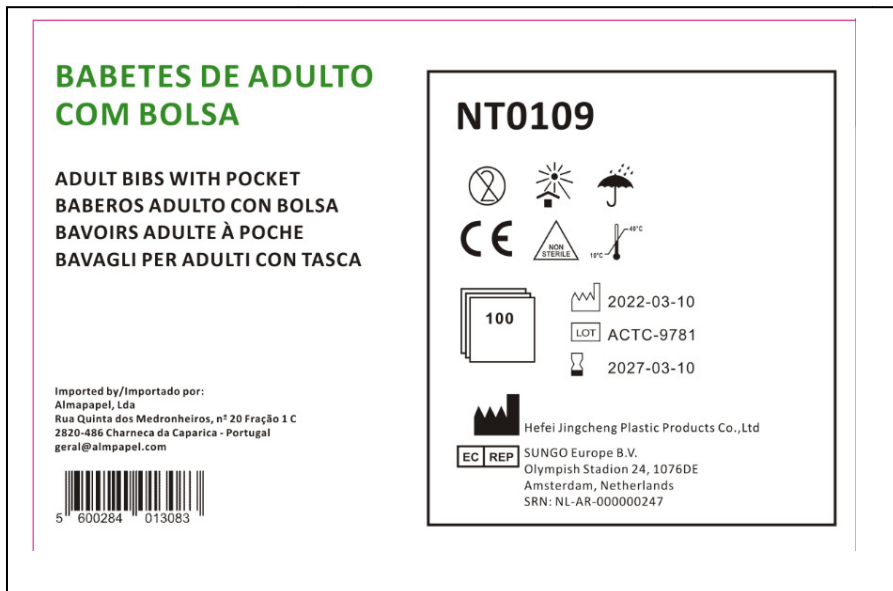 BABETES DE ADULTO
COM BOLSA
ADULT BIBS WITH POCKET
BABEROS ADULTO CON BOLSA
BAVOIRS ADULTE À POCHE
BAVAGLI PER ADULTI CON TASCA
Imported by/Importado por:
Almapapel, Lda
Rua Quinta dos Medronheiros, nº 20 Fração 1 C
2820-486 Charneca da Caparica - Portugal
geral@almpapel.com
5 600284 013083
NT0109
2
CE
NON
STERILE
40°C
10°C
100
2022-03-10
LOT ACTC-9781
2027-03-10
Hefei Jingcheng Plastic Products Co.,Ltd
EC REP
SUNGO Europe B.V.
Olympish Stadion 24, 1076DE
Amsterdam, Netherlands
SRN: NL-AR-000000247